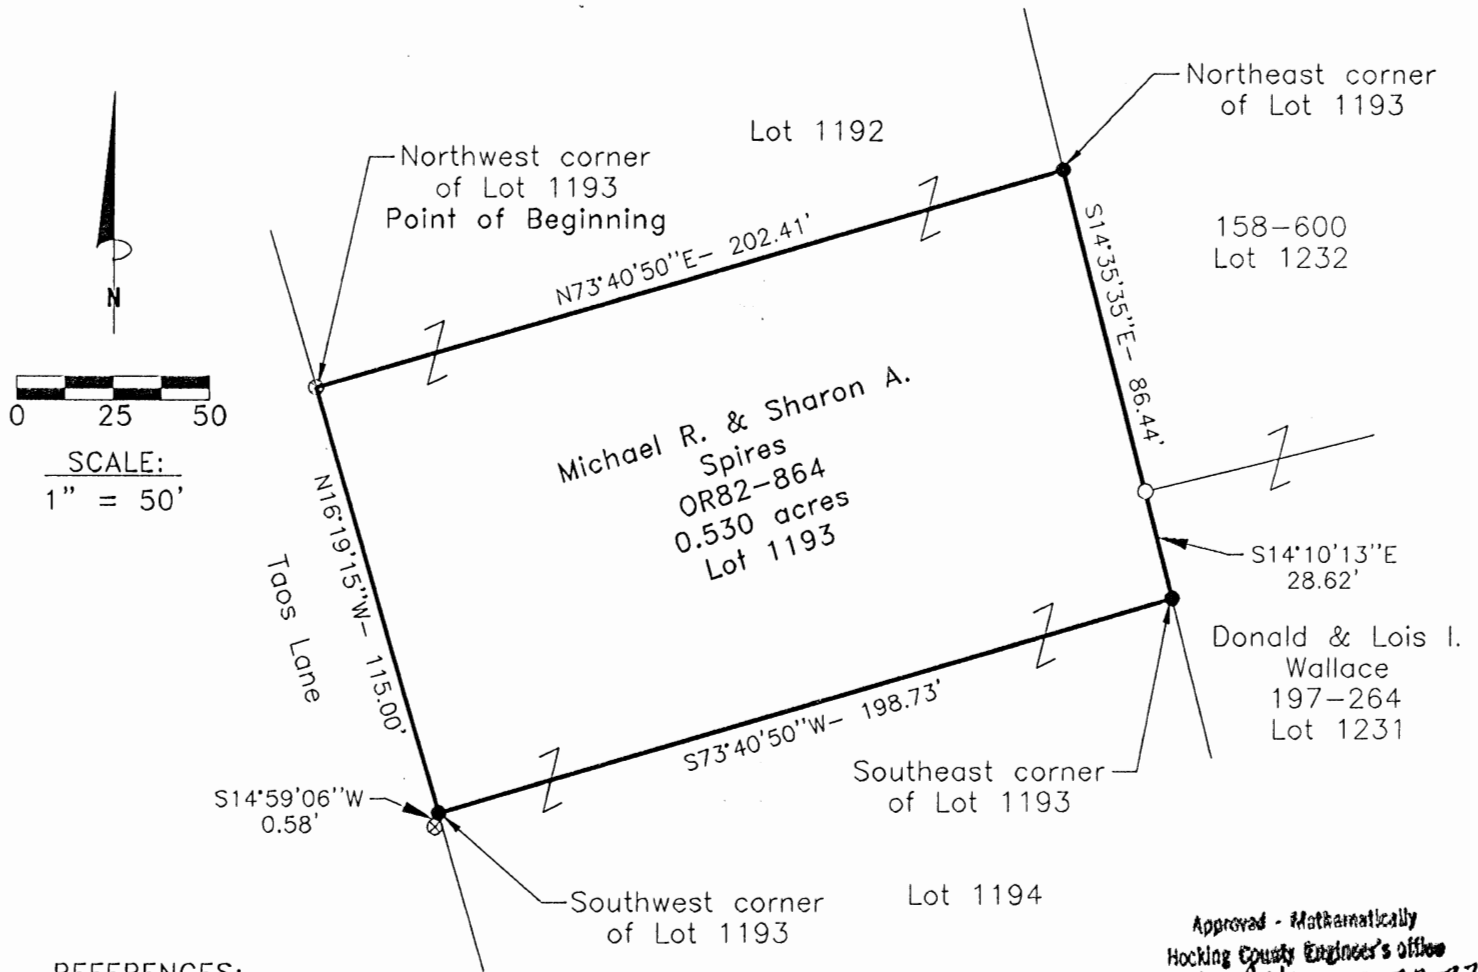 Northeast corner
of Lot 1193
Lot 1192
Northwest corner
of Lot 1193
Point of Beginning
158-600
Lot 1232
N73°40'50"E- 202.41'
S14°35'35"E- 86.44'
N
0 25 50
SCALE:
1" = 50'
Michael R. & Sharon A.
Spires
OR82-864
0.530 acres
Lot 1193
N16°19'15"W- 115.00'
Taos Lane
S14°10'13"E
28.62'
Donald & Lois I.
Wallace
197-264
Lot 1231
S73°40'50"W- 198.73'
Southeast corner
of Lot 1193
S14°59'06"W
0.58'
Southwest corner
of Lot 1193
Lot 1194
Approved - Mathematically
Hocking County Engineer's office
REFERENCES: